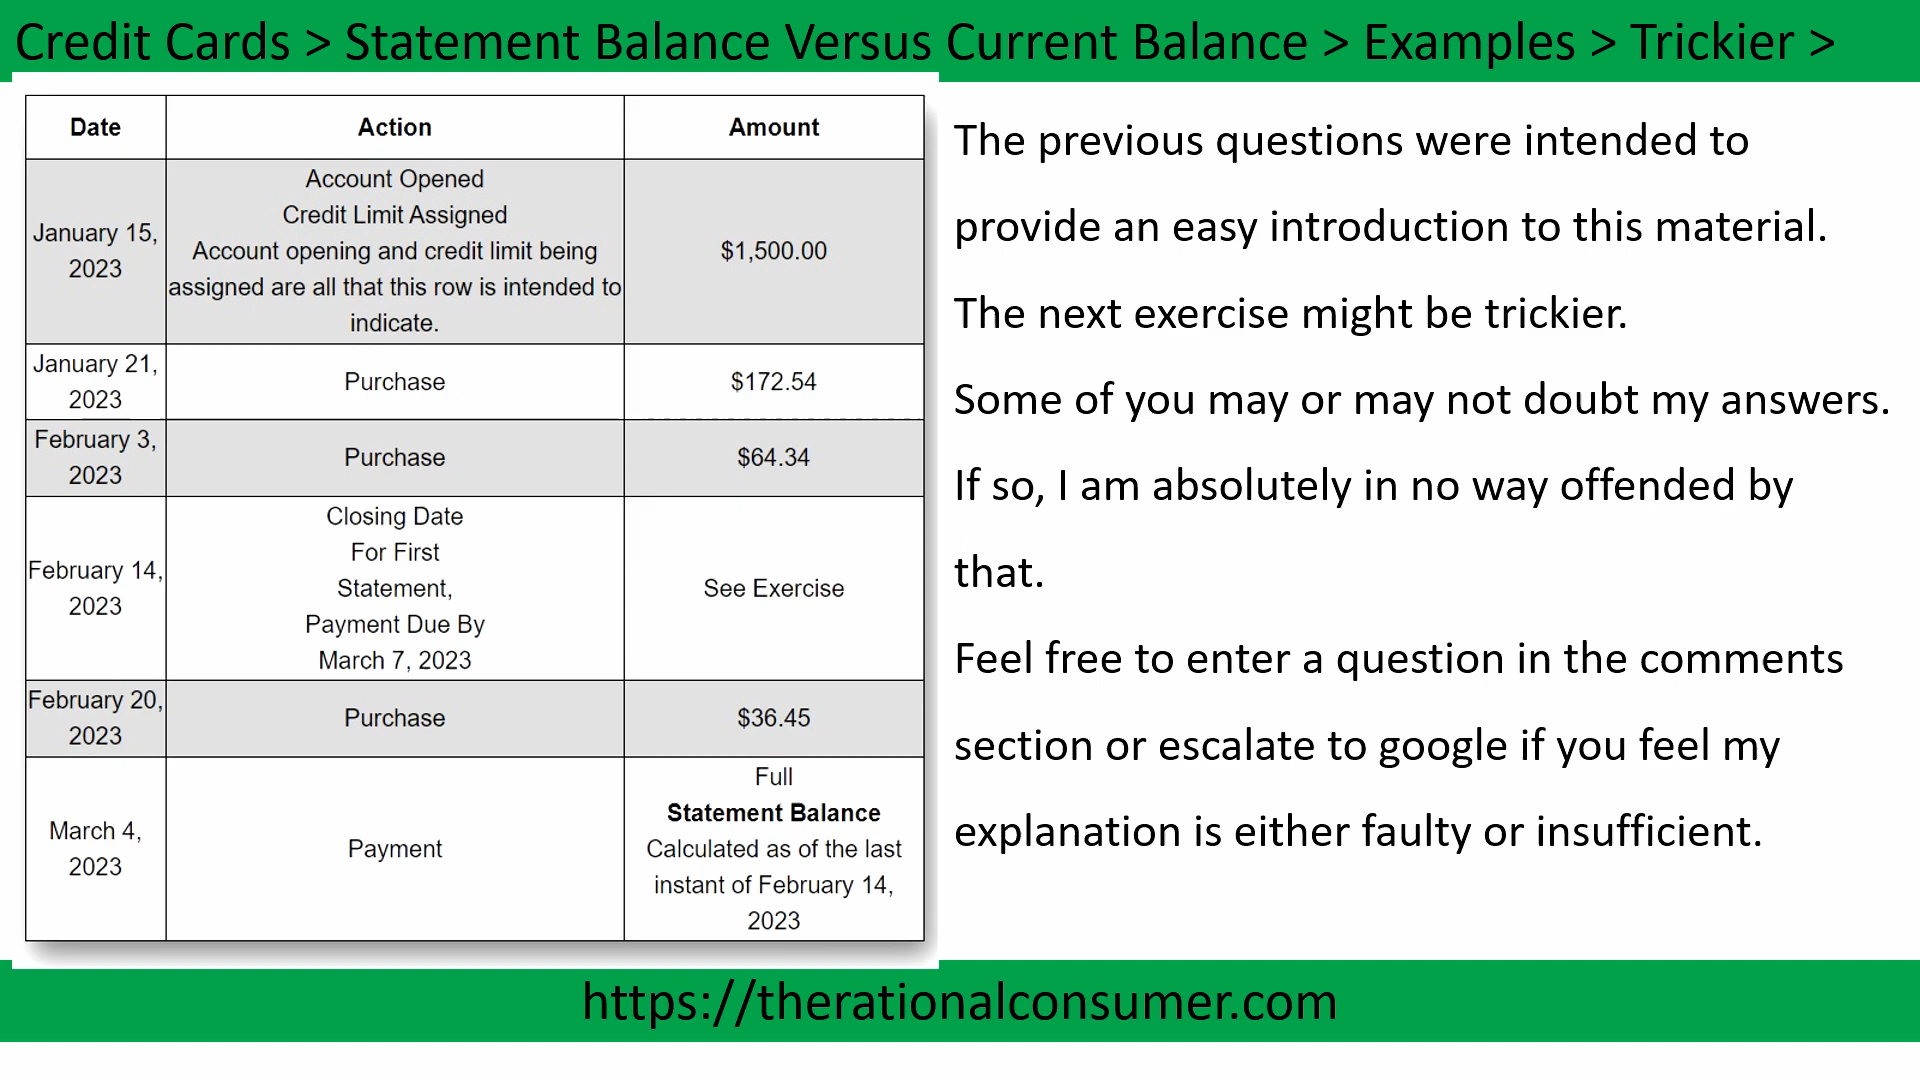 Credit Cards > Statement Balance Versus Current Balance > Examples > Trickier >
Date Action Amount
January 15,
2023
Account Opened
Credit Limit Assigned
Account opening and credit limit being
assigned are all that this row is intended to
indicate.
$1,500.00
January 21,
2023
Purchase
$172.54
February 3,
2023
Purchase
$64.34
February 14,
2023
Closing Date
For First
Statement,
Payment Due By
March 7, 2023
See Exercise
February 20,
2023
Purchase
$36.45
March 4,
2023
Payment
Full
Statement Balance
Calculated as of the last
instant of February 14,
2023
The previous questions were intended to
provide an easy introduction to this material.
The next exercise might be trickier.
Some of you may or may not doubt my answers.
If so, I am absolutely in no way offended by
that.
Feel free to enter a question in the comments
section or escalate to google if you feel my
explanation is either faulty or insufficient.
https://therationalconsumer.com